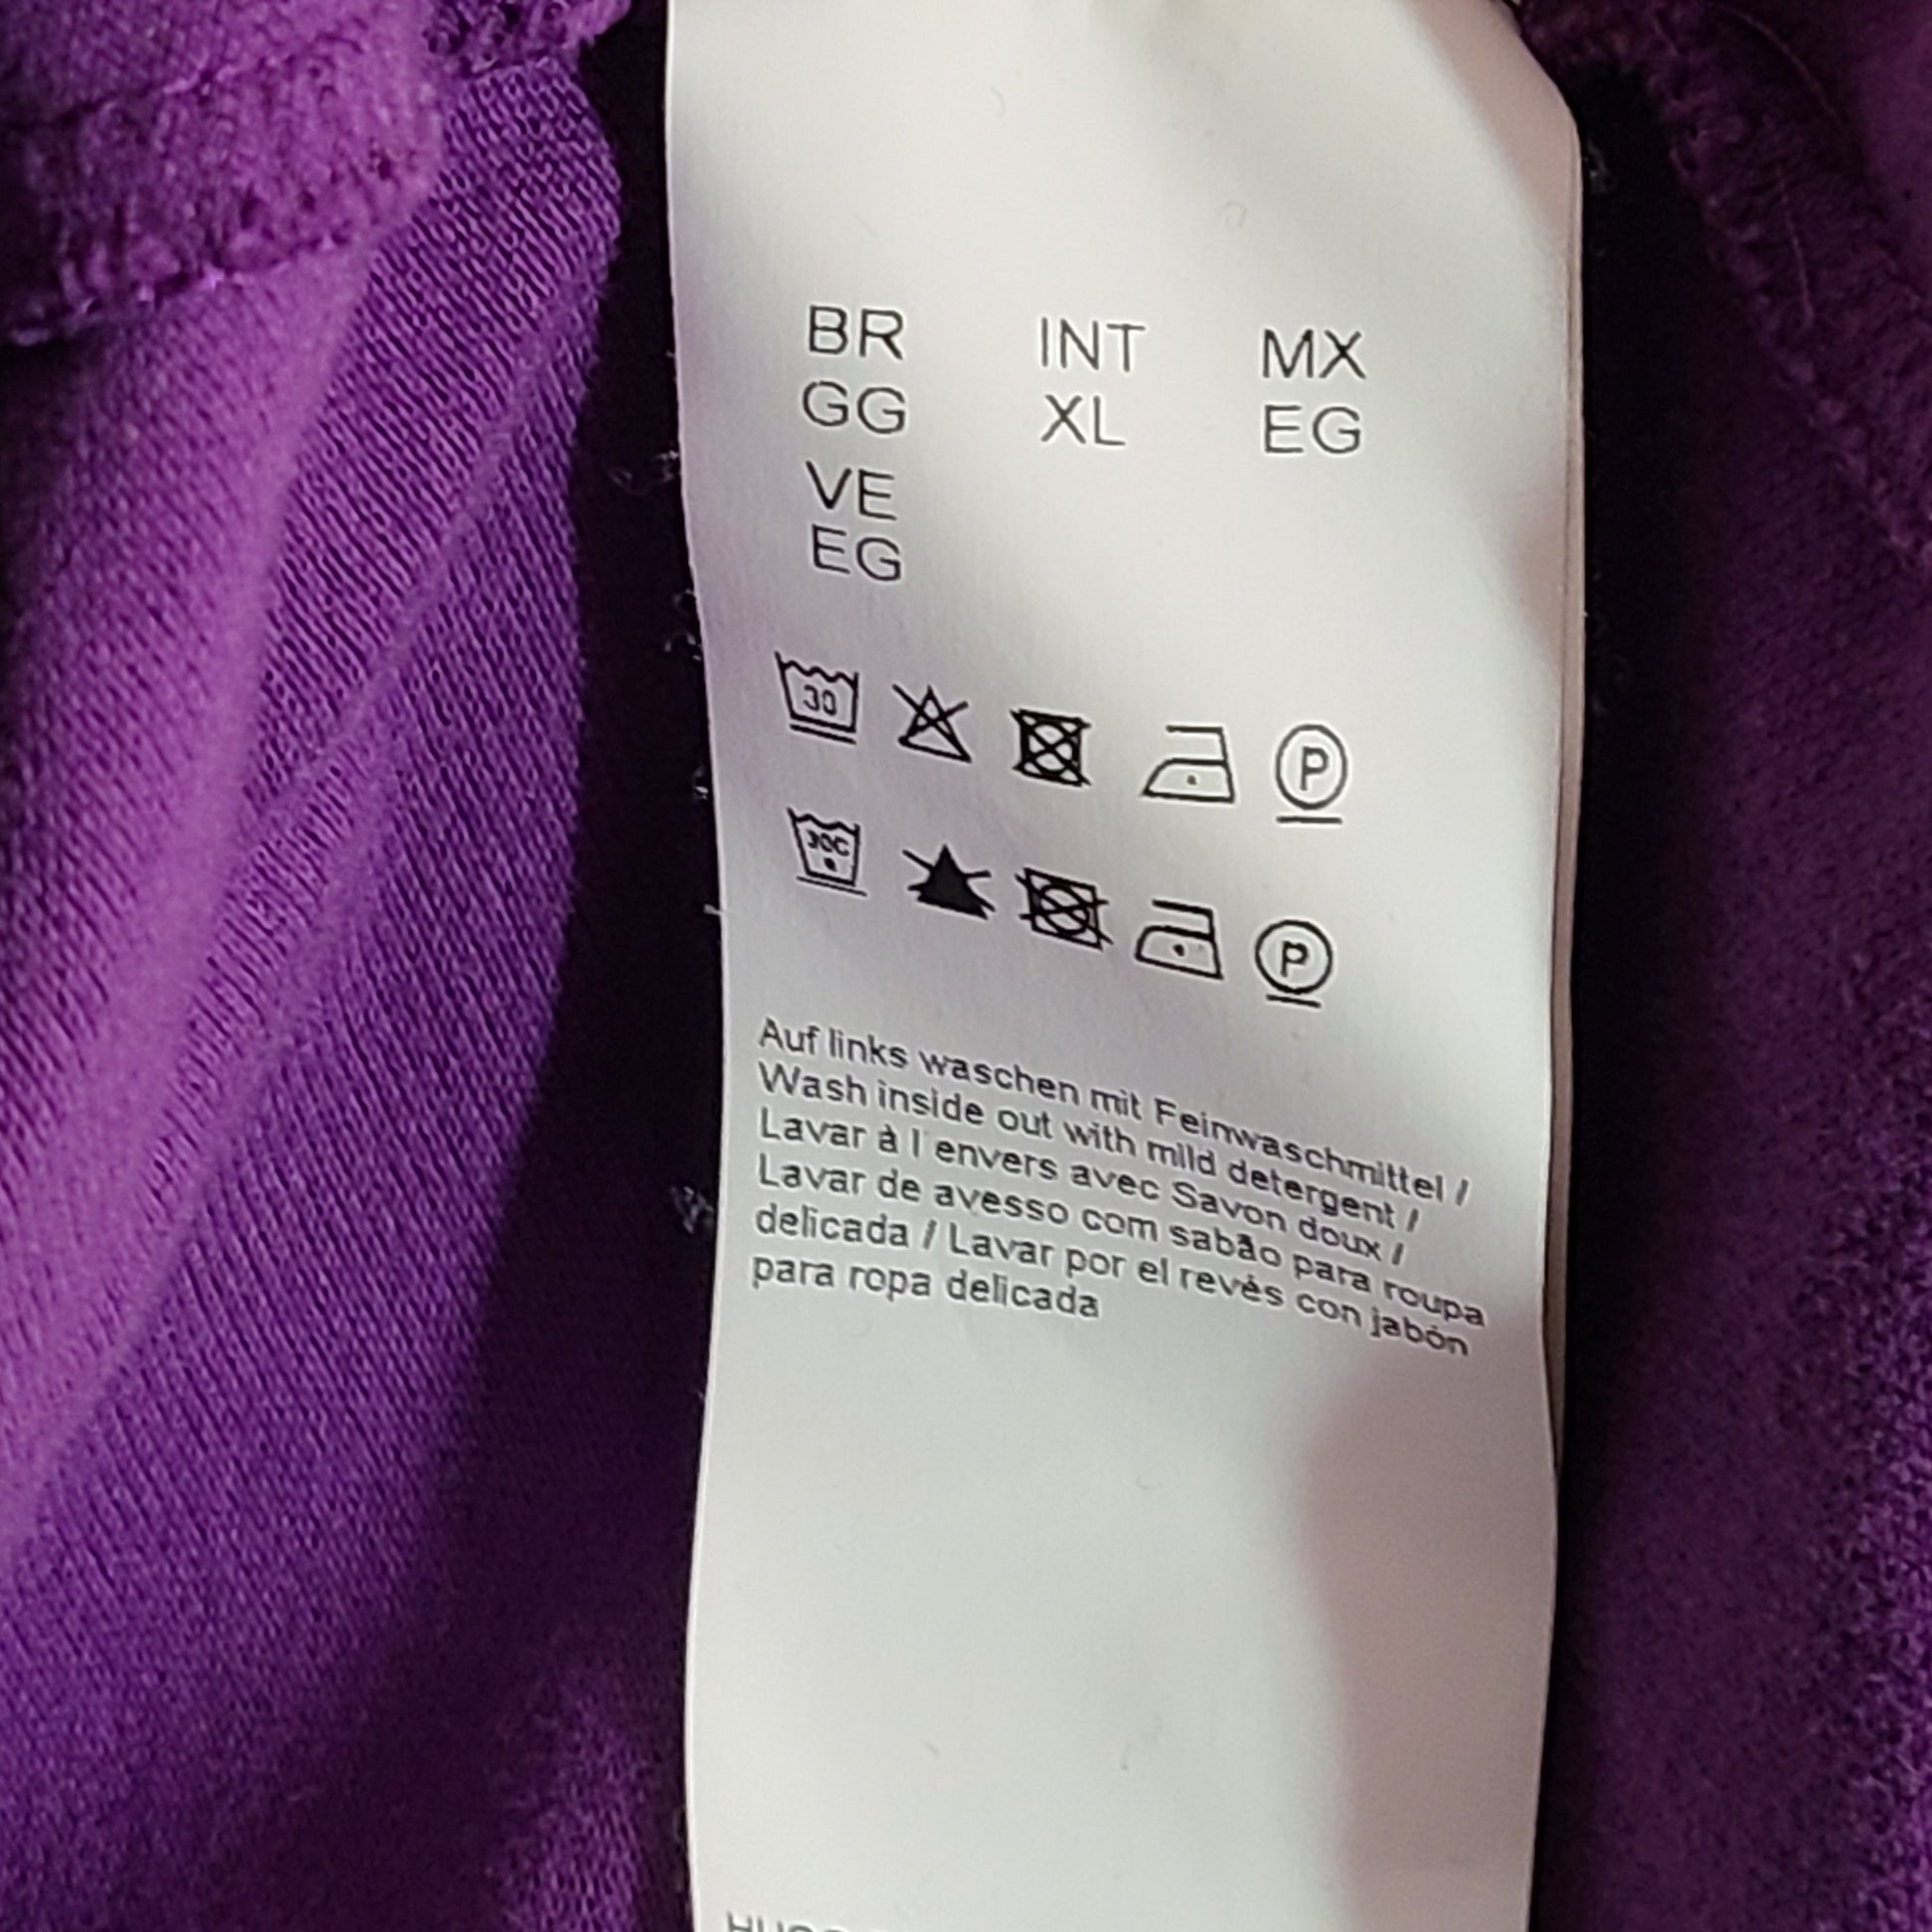 BR INT MX
GG XL EG
VE
EG
30
P
30C
P
Auf links waschen mit Feinwaschmittel /
Wash inside out with mild detergent /
Lavar à l'envers avec Savon doux /
Lavar de avesso com sabão para roupa
delicada / Lavar por el revés con jabón
para ropa delicada